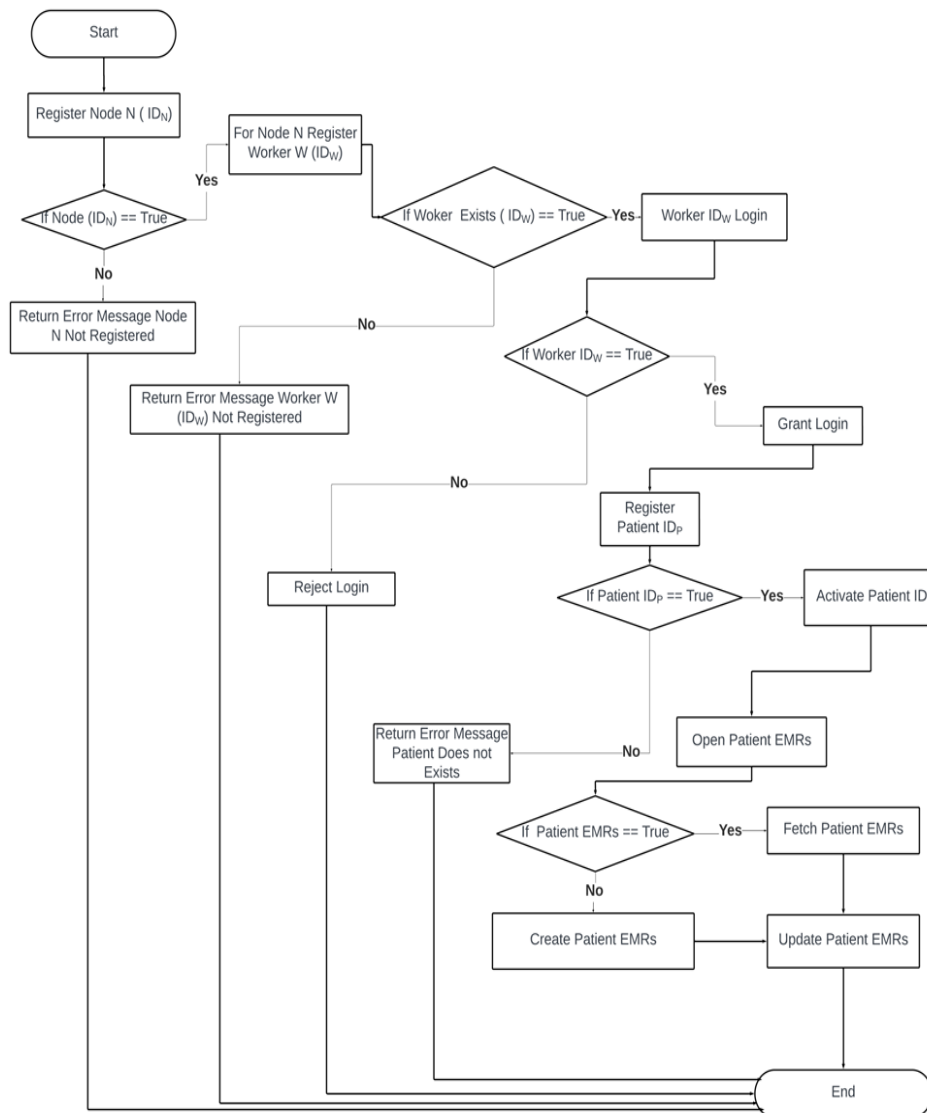 Start
Register Node N ( IDN)
For Node N Register
Worker W (IDW)
Yes
If Node (IDN) == True
If Woker Exists ( IDW) == True
Yes
Worker IDW Login
No
Return Error Message Node
N Not Registered
No
If Worker IDW == True
Yes
Return Error Message Worker W
(IDW) Not Registered
Grant Login
No
Register
Patient IDP
Reject Login
If Patient IDP == True
Yes
Activate Patient ID
Return Error Message
Patient Does not
Exists
No
Open Patient EMRs
If Patient EMRs == True
Yes
Fetch Patient EMRs
No
Create Patient EMRs
Update Patient EMRs
End